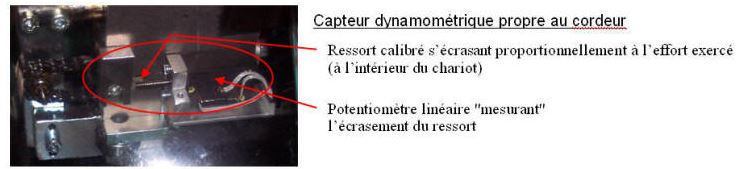 Capteur dynamométrique propre au cordeur
Ressort calibré s’écrasant proportionnellement à l’effort exercé
(à l’intérieur du chariot)
Potentiomètre linéaire "mesurant"
l’écrasement du ressort